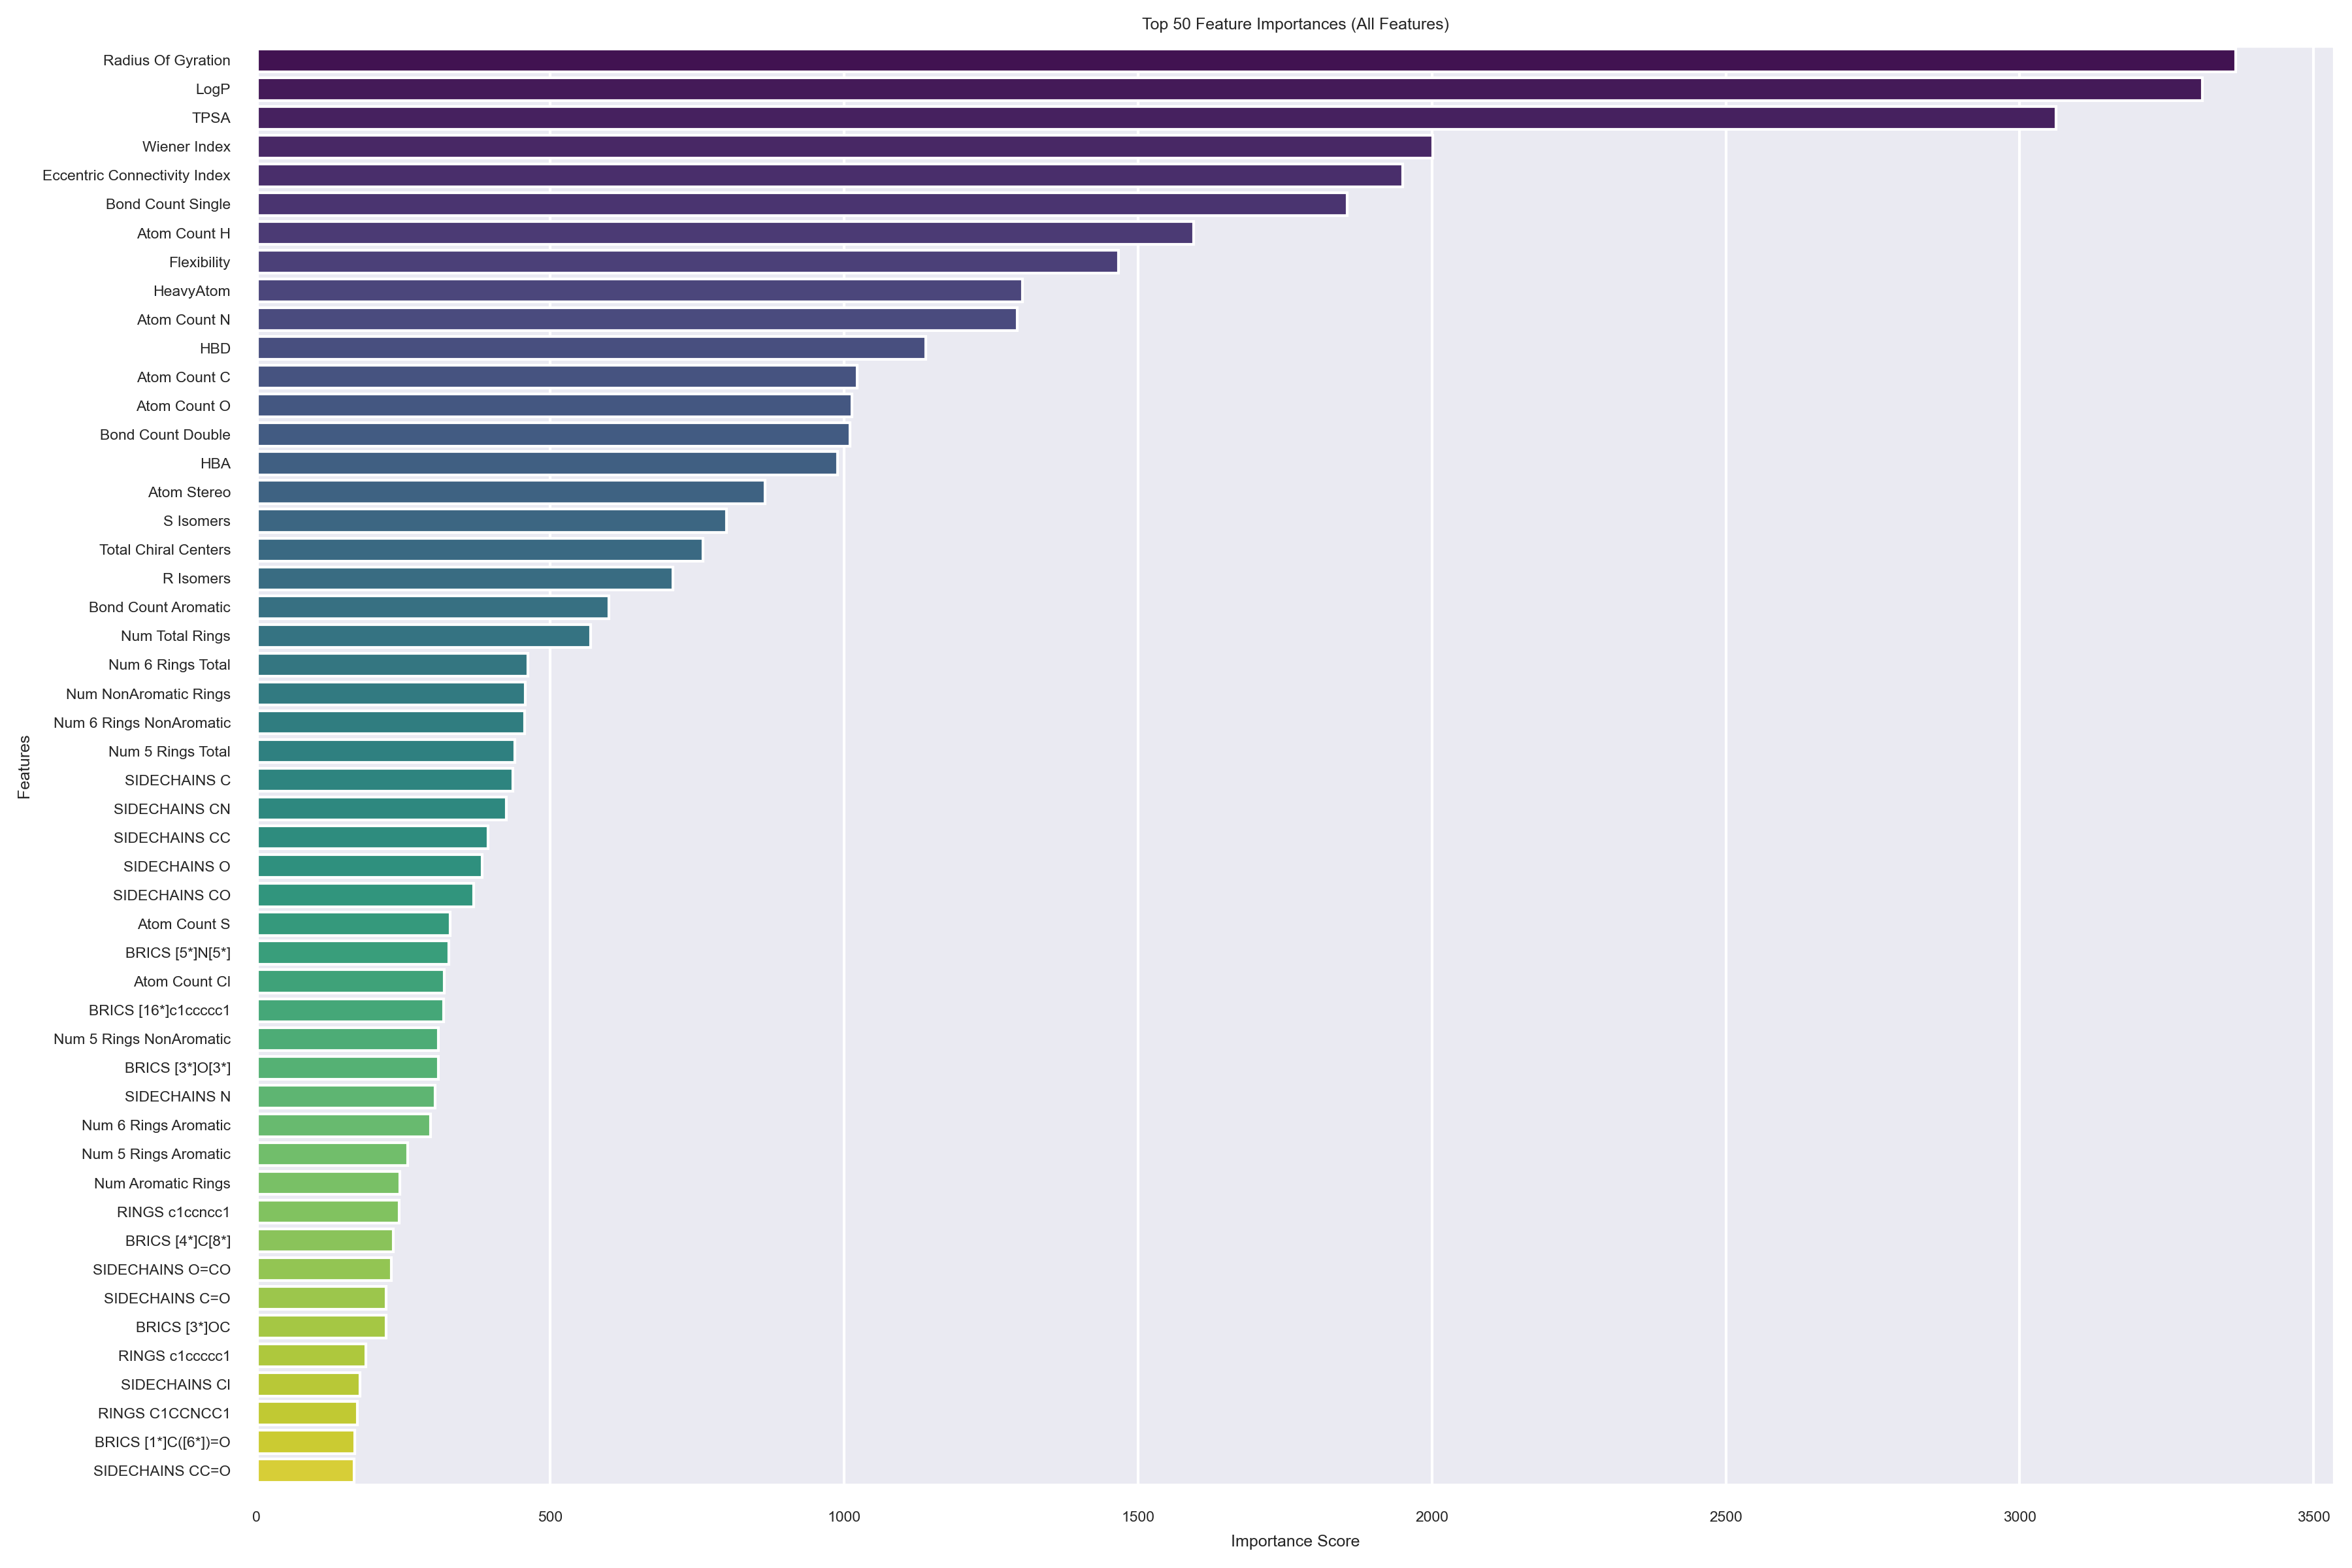 Top 50 Feature Importances (All Features)
Radius Of Gyration
LogP
TPSA
Wiener Index
Eccentric Connectivity Index
Bond Count Single
Atom Count H
Flexibility
HeavyAtom
Atom Count N
HBD
Atom Count C
Atom Count O
Bond Count Double
HBA
Atom Stereo
S Isomers
Total Chiral Centers
R Isomers
Bond Count Aromatic
Num Total Rings
Num 6 Rings Total
Num NonAromatic Rings
Num 6 Rings NonAromatic
Num 5 Rings Total
SIDECHAINS C
SIDECHAINS CN
SIDECHAINS CC
SIDECHAINS O
SIDECHAINS CO
Atom Count S
BRICS [5*]N[5*]
Atom Count Cl
BRICS [16*]c1ccccc1
Num 5 Rings NonAromatic
BRICS [3*]O[3*]
SIDECHAINS N
Num 6 Rings Aromatic
Num 5 Rings Aromatic
Num Aromatic Rings
RINGS c1ccncc1
BRICS [4*]C[8*]
SIDECHAINS O=CO
SIDECHAINS C=O
BRICS [3*]OC
RINGS c1ccccc1
SIDECHAINS Cl
RINGS C1CCNCC1
BRICS [1*]C([6*])=O
SIDECHAINS CC=O
Features
0 500 1000 1500 2000 2500 3000 3500
Importance Score